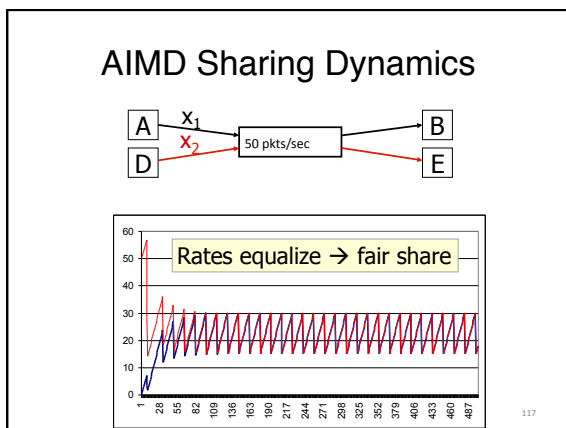 AIMD Sharing Dynamics
A x1 B
x2
50 pkts/sec
D E
Rates equalize → fair share
60
50
40
30
20
10
0
1 28 55 82 109 136 163 190 217 244 271 298 325 352 379 406 433 460 487
117